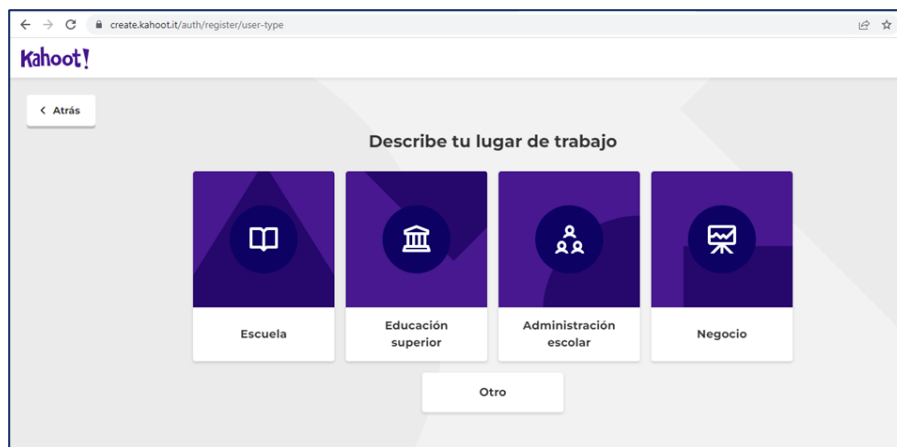 create.kahoot.it/auth/register/user-type
Kahoot!
Atrás
Describe tu lugar de trabajo
Escuela
Educación
superior
Administración
escolar
Negocio
Otro